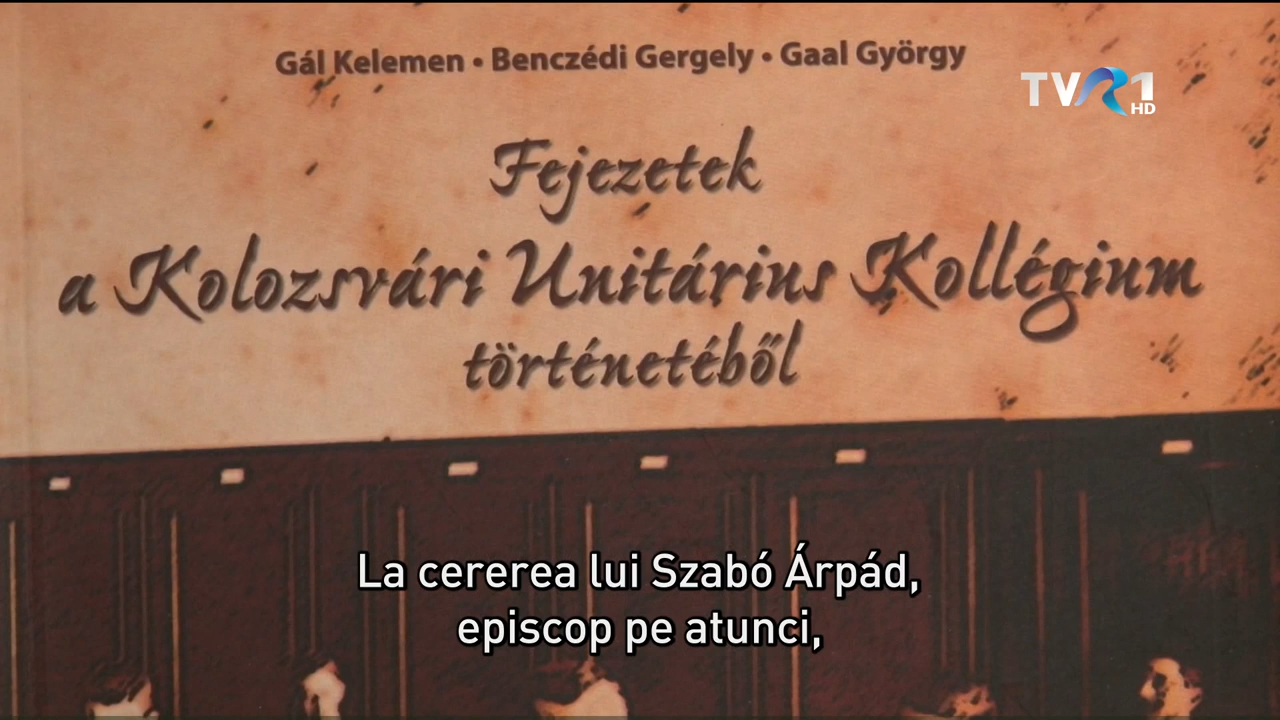 Gál Kelemen • Benczédi Gergely • Gaal György
TVR1
HD
Fejezetek
a Kolozsvári Unitárius Kollégium
történetéből
La cererea lui Szabó Árpád,
episcop pe atunci,